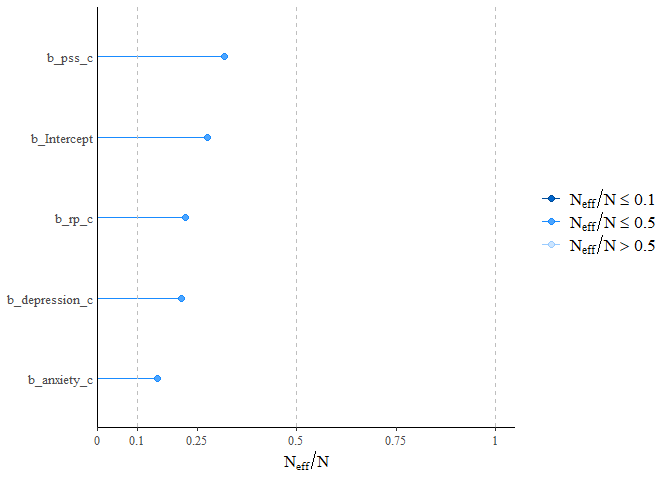 b_pss_c
b_Intercept
b_rp_c
b_depression_c
b_anxiety_c
0 0.1 0.25 0.5 0.75 1
Neff/N
Neff/N ≤ 0.1
Neff/N ≤ 0.5
Neff/N > 0.5